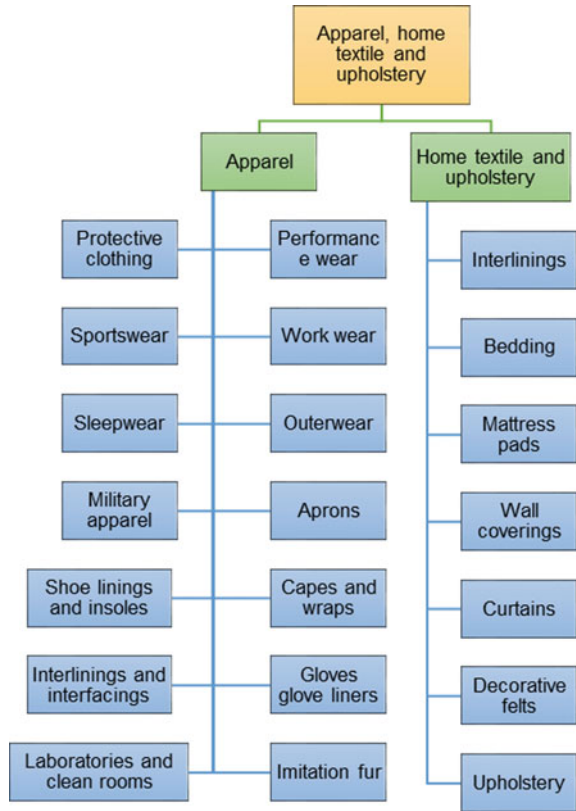 Apparel, home
textile and
upholstery
Apparel
Home textile and
upholstery
Protective
clothing
Performanc
e wear
Interlinings
Sportswear
Work wear
Bedding
Sleepwear
Outerwear
Mattress
pads
Military
apparel
Aprons
Wall
coverings
Shoe linings
and insoles
Capes and
wraps
Curtains
Interlinings and
interfacings
Gloves
glove liners
Decorative
felts
Laboratories and
clean rooms
Imitation fur
Upholstery